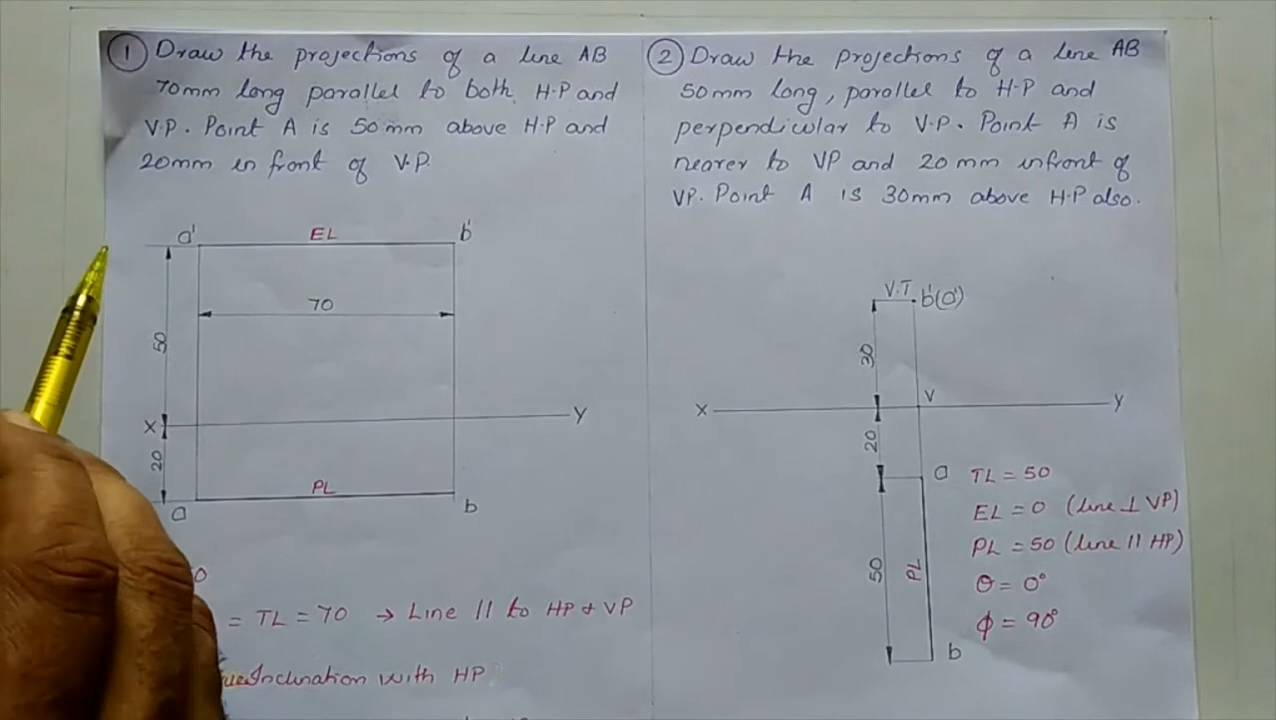 ① Draw the projections of a line AB
70mm long parallel to both H.P and
V.P. Point A is 50mm above H.P and
20mm in front of V.P.
a' EL b'
70
50
X Y
20
PL
a b
= TL = 70 → Line // to HP & VP
Inclination with HP
② Draw the projections of a line AB
50mm long, parallel to H.P and
perpendicular to V.P. Point A is
nearer to VP and 20mm infront of
VP. Point A is 30mm above H.P also.
V.T b'(a')
30
X V Y
20
a TL = 50
EL = 0 (line ⊥ VP)
50 PL PL = 50 (line // HP)
θ = 0°
φ = 90°
b